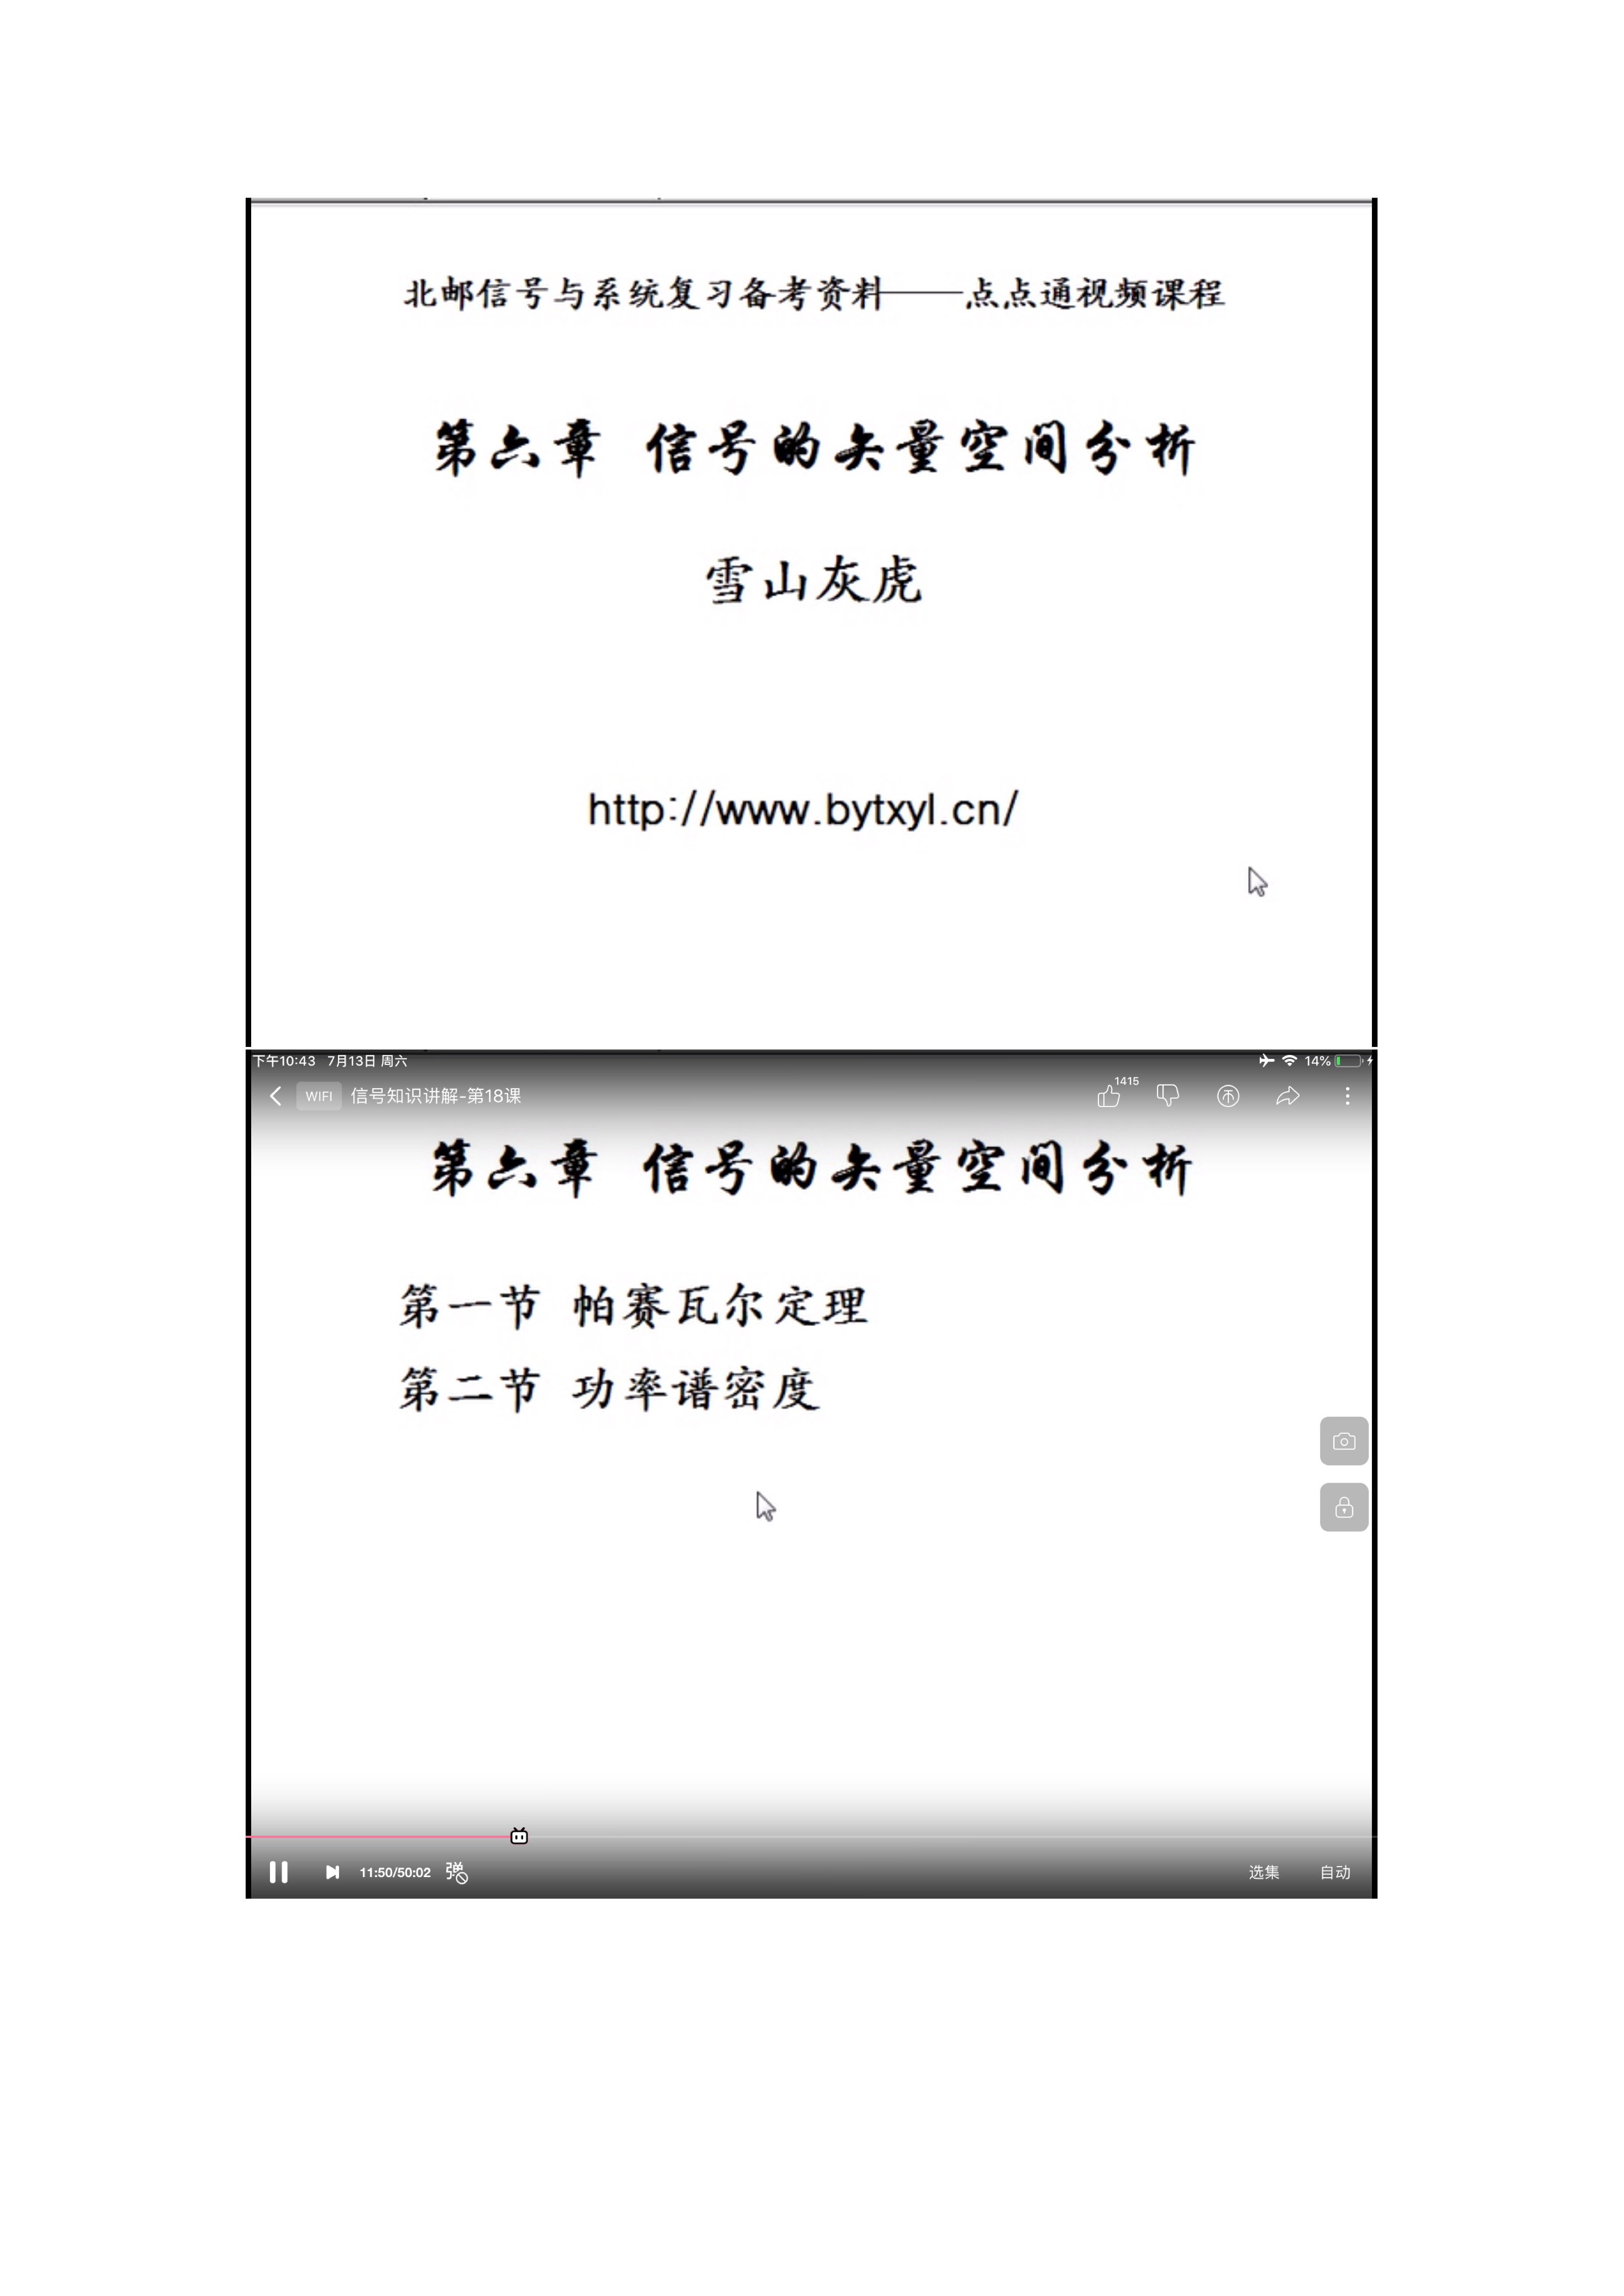 北邮信号与系统复习备考资料——点点通视频课程
第六章 信号的矢量空间分析
雪山灰虎
http://www.bytxyl.cn/
下午10:43 7月13日 周六 14%
WIFI 信号知识讲解-第18课 1415
第六章 信号的矢量空间分析
第一节 帕赛瓦尔定理
第二节 功率谱密度
11:50/50:02 弹 选集 自动